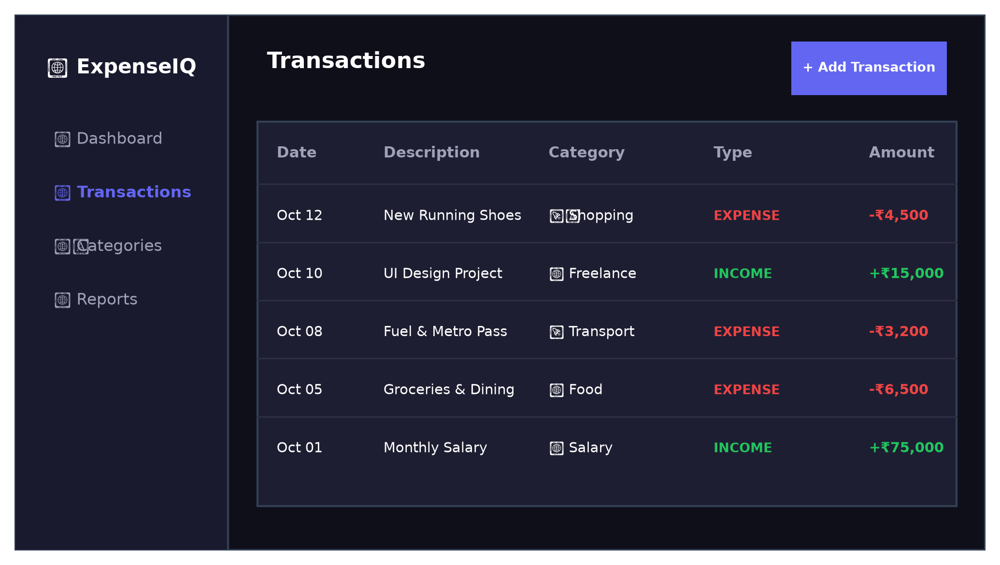 ExpenseIQ
Dashboard
Transactions
Categories
Reports
Transactions
+ Add Transaction
Date Description Category Type Amount
Oct 12 New Running Shoes Shopping EXPENSE -₹4,500
Oct 10 UI Design Project Freelance INCOME +₹15,000
Oct 08 Fuel & Metro Pass Transport EXPENSE -₹3,200
Oct 05 Groceries & Dining Food EXPENSE -₹6,500
Oct 01 Monthly Salary Salary INCOME +₹75,000